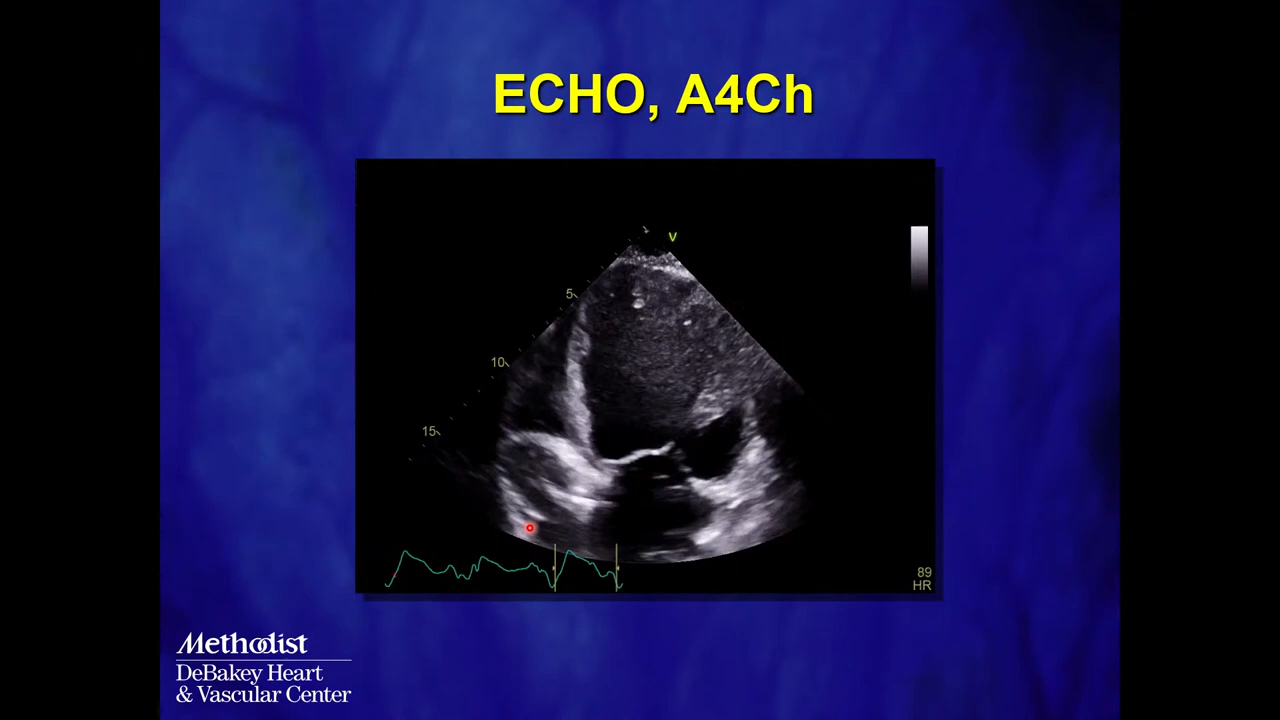 ECHO, A4Ch
V
5
10
15
89
HR
Methodist
DeBakey Heart
& Vascular Center